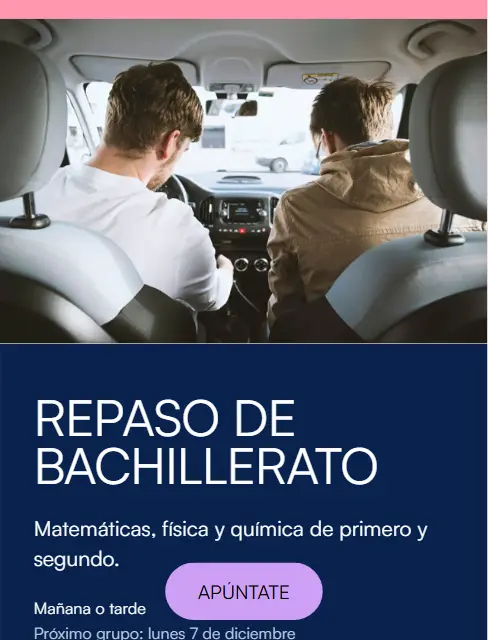 REPASO DE
BACHILLERATO
Matemáticas, física y química de primero y
segundo.
APÚNTATE
Mañana o tarde
Próximo grupo: lunes 7 de diciembre